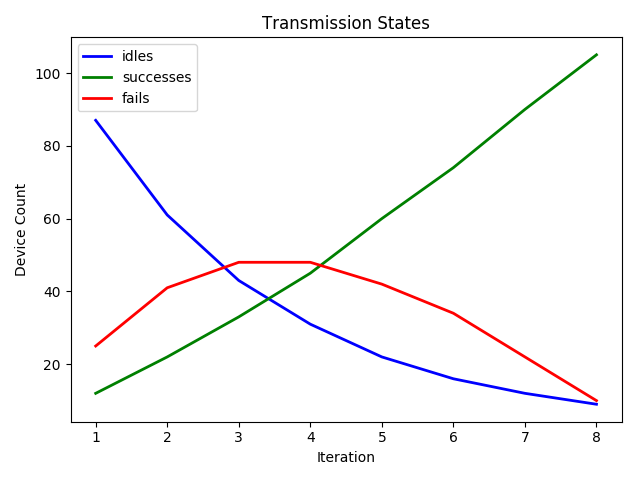 Transmission States
idles
successes
fails
Device Count
100
80
60
40
20
1 2 3 4 5 6 7 8
Iteration